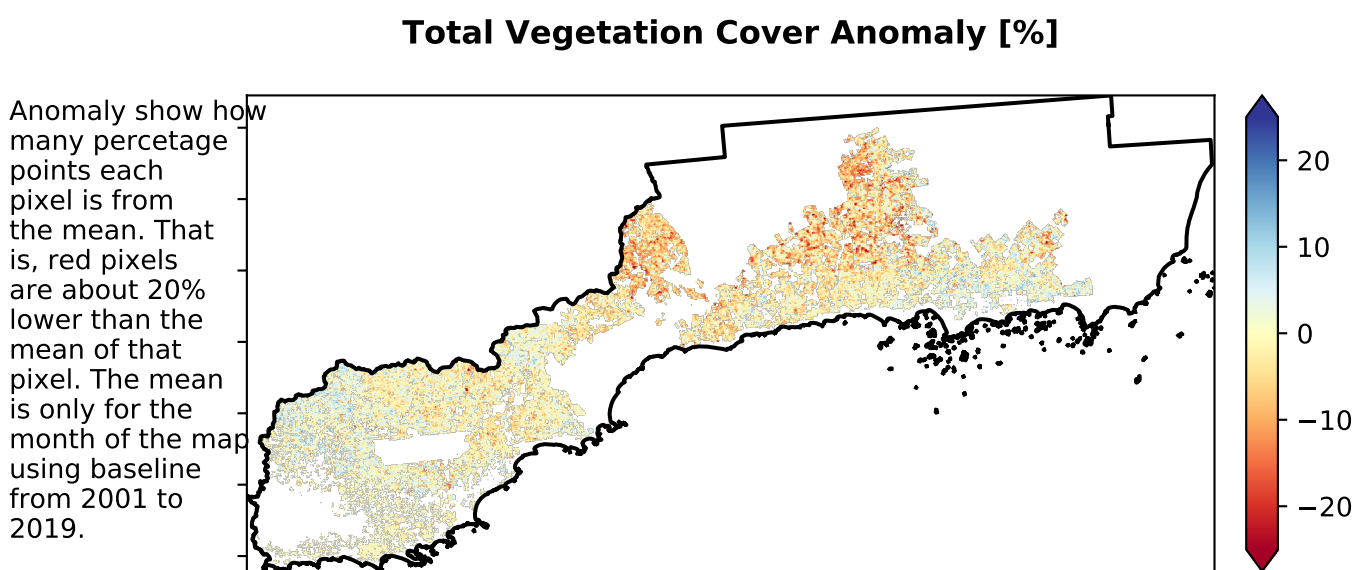 Total Vegetation Cover Anomaly [%]
Anomaly show how
many percetage
points each
pixel is from
the mean. That
is, red pixels
are about 20%
lower than the
mean of that
pixel. The mean
is only for the
month of the map
using baseline
from 2001 to
2019.
20
10
0
−10
−20